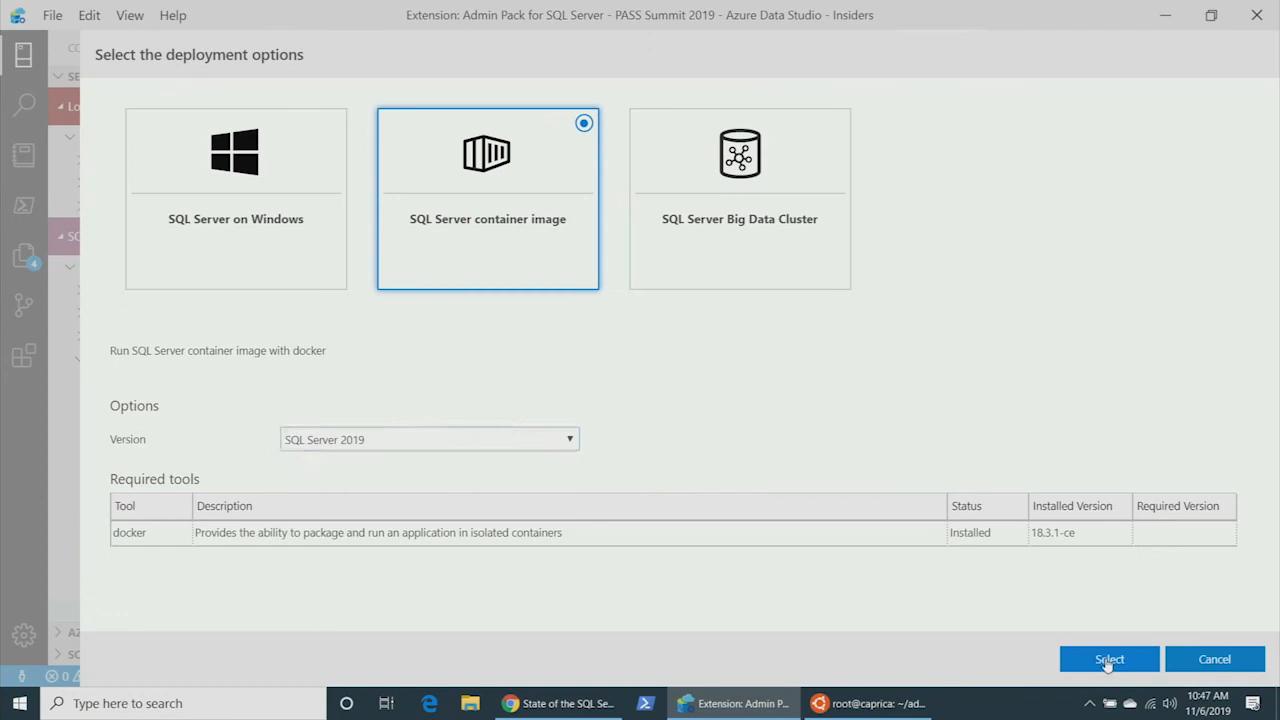 File Edit View Help Extension: Admin Pack for SQL Server - PASS Summit 2019 - Azure Data Studio - Insiders
Select the deployment options
SQL Server on Windows
SQL Server container image
SQL Server Big Data Cluster
4
Run SQL Server container image with docker
Options
Version SQL Server 2019
Required tools
Tool Description Status Installed Version Required Version
docker Provides the ability to package and run an application in isolated containers Installed 18.3.1-ce
Select Cancel
0
Type here to search State of the SQL Se... Extension: Admin P... root@caprica: ~/ad... 10:47 AM
11/6/2019